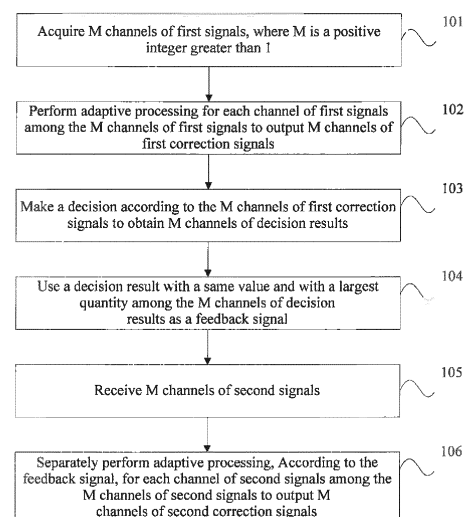 Acquire M channels of first signals, where M is a positive
integer greater than 1
101
Perform adaptive processing for each channel of first signals
among the M channels of first signals to output M channels of
first correction signals
102
Make a decision according to the M channels of first correction
signals to obtain M channels of decision results
103
Use a decision result with a same value and with a largest
quantity among the M channels of decision
results as a feedback signal
104
Receive M channels of second signals
105
Separately perform adaptive processing, According to the
feedback signal, for each channel of second signals among the
M channels of second signals to output M
channels of second correction signals
106